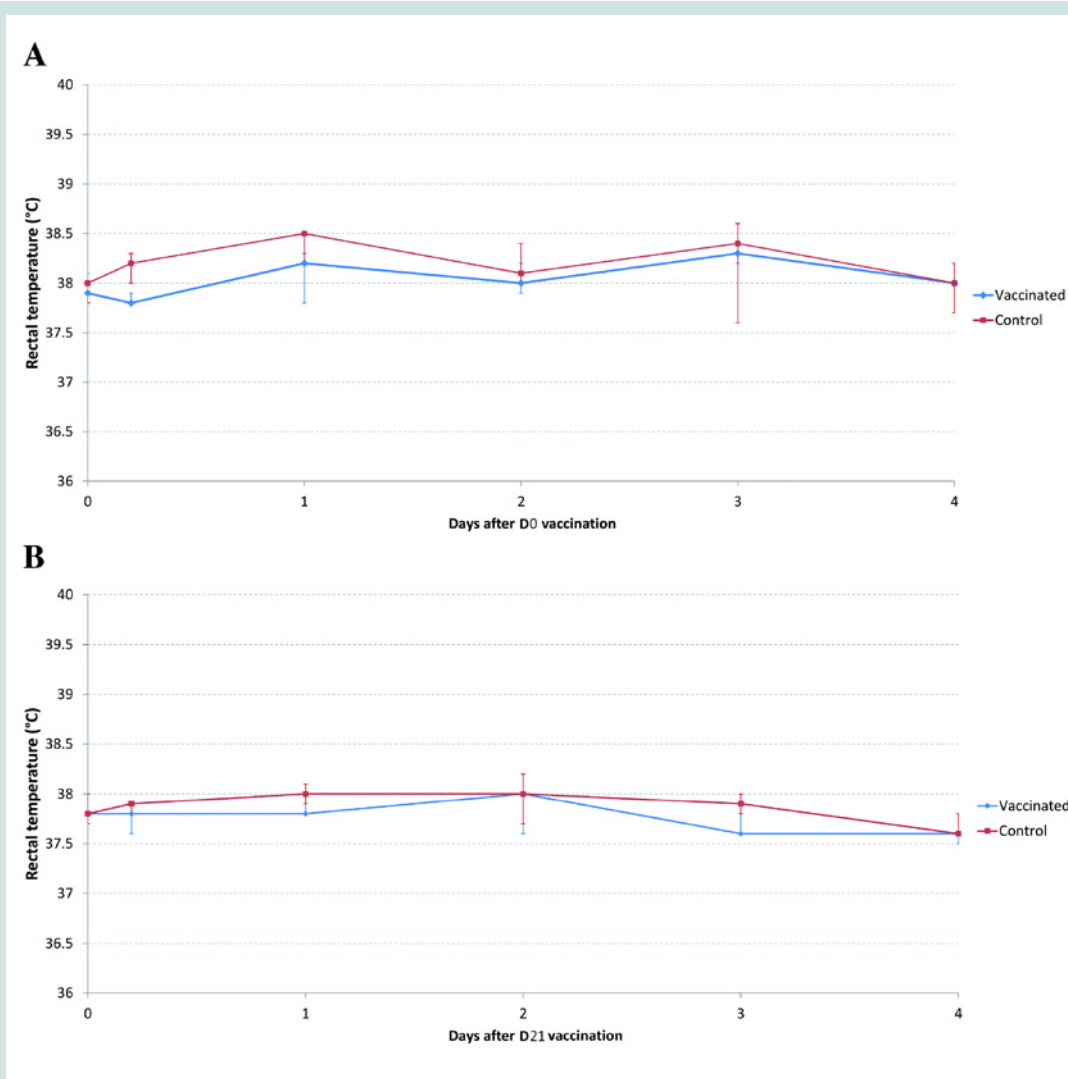 A
40
39.5
39
38.5
38
37.5
37
36.5
36
Rectal temperature (°C)
0 1 2 3 4
Days after D0 vaccination
Vaccinated
Control
B
40
39.5
39
38.5
38
37.5
37
36.5
36
Rectal temperature (°C)
0 1 2 3 4
Days after D21 vaccination
Vaccinated
Control